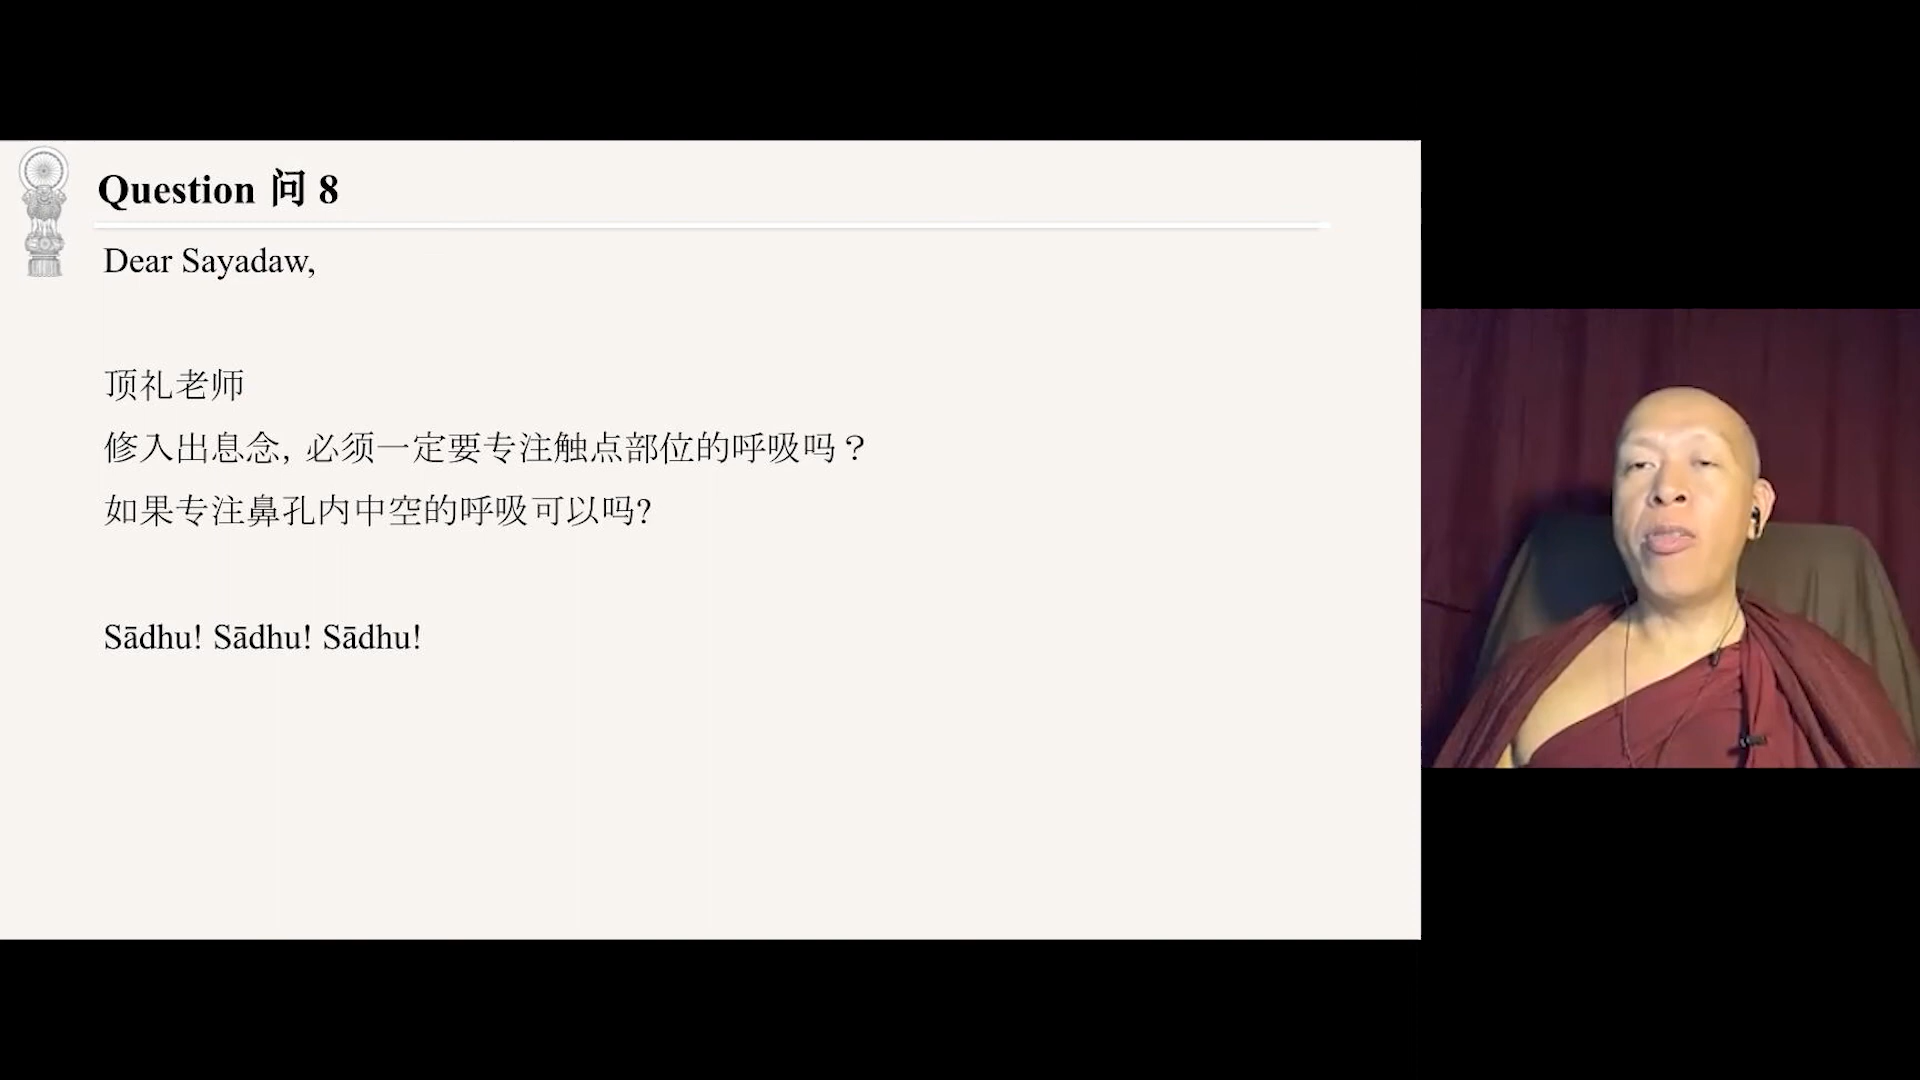 Question 问 8
Dear Sayadaw,
顶礼老师
修入出息念, 必须一定要专注触点部位的呼吸吗？
如果专注鼻孔内中空的呼吸可以吗?
Sādhu! Sādhu! Sādhu!